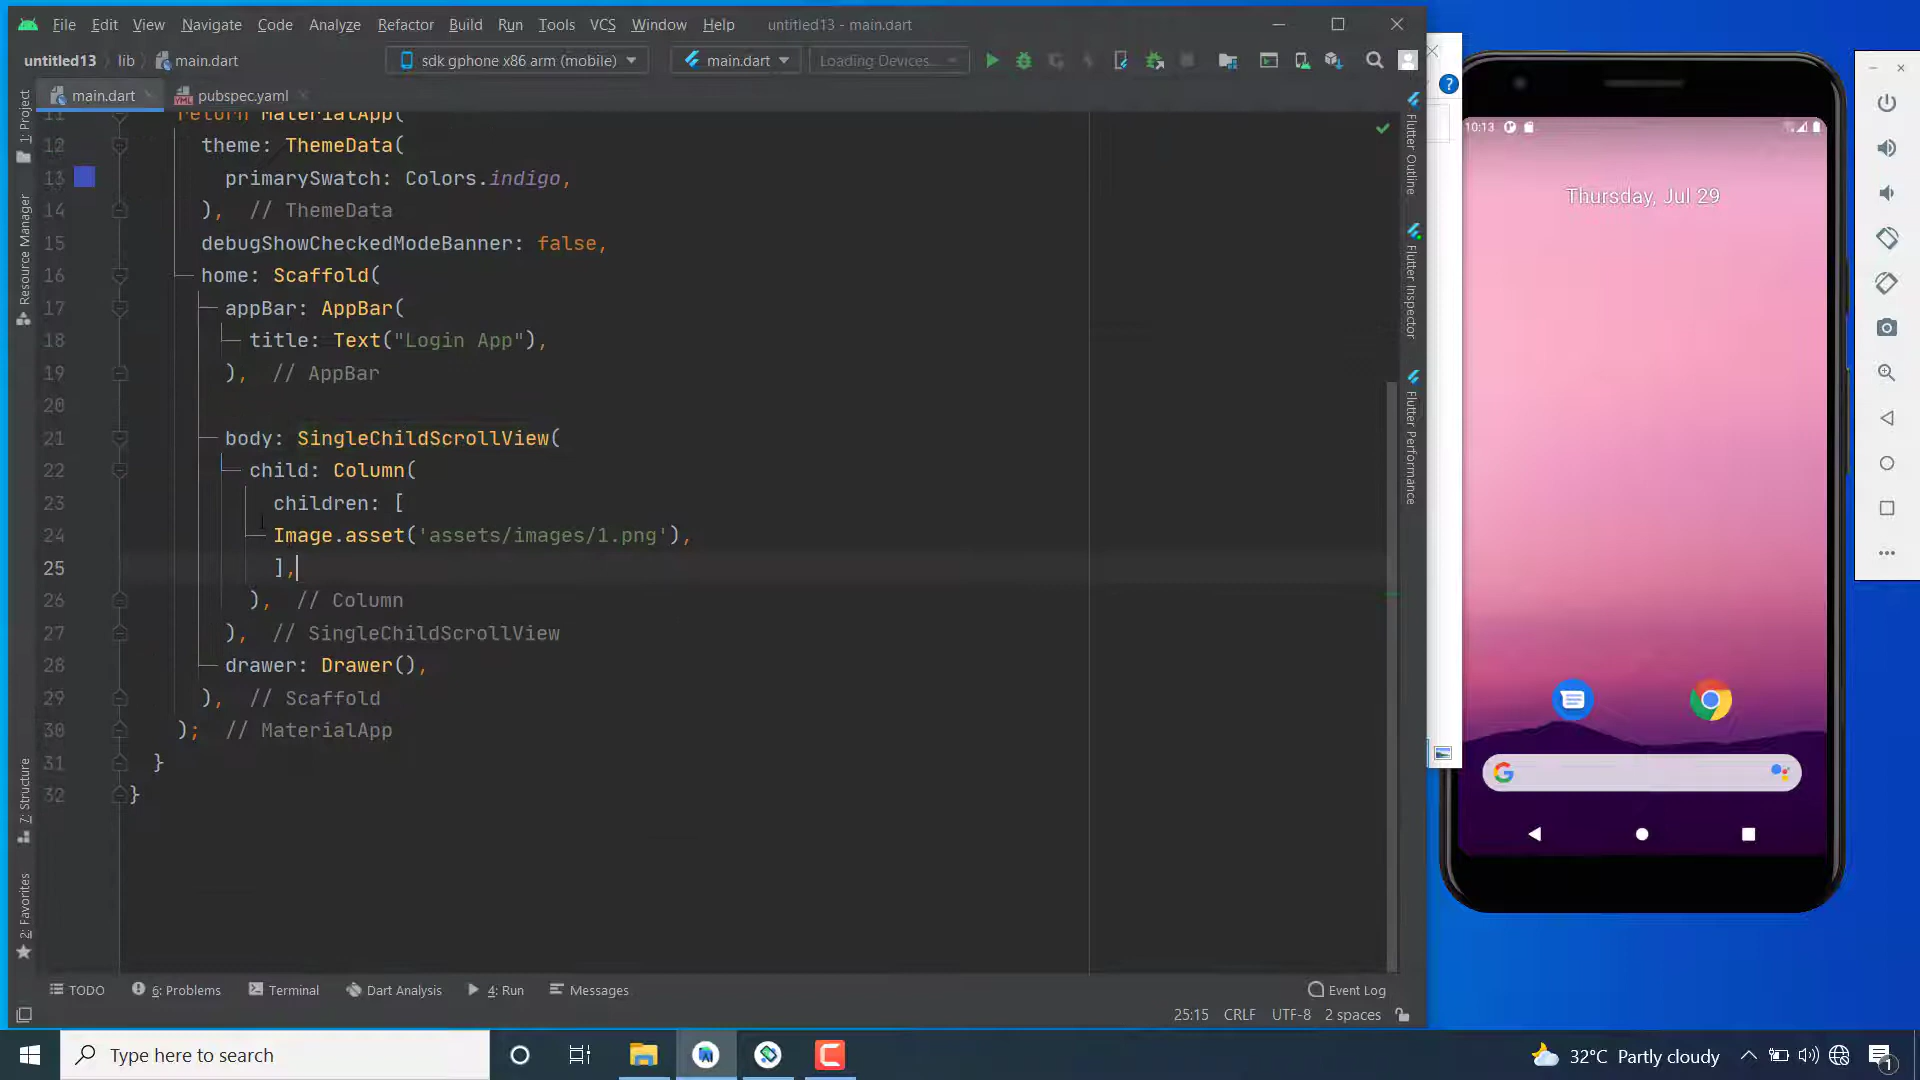 File Edit View Navigate Code Analyze Refactor Build Run Tools VCS Window Help untitled13 - main.dart
untitled13 lib main.dart sdk gphone x86 arm (mobile) main.dart Loading Devices...
main.dart pubspec.yaml
11 return MaterialApp(
12 theme: ThemeData(
13 primarySwatch: Colors.indigo,
14 ), // ThemeData
15 debugShowCheckedModeBanner: false,
16 home: Scaffold(
17 appBar: AppBar(
18 title: Text("Login App"),
19 ), // AppBar
20
21 body: SingleChildScrollView(
22 child: Column(
23 children: [
24 Image.asset('assets/images/1.png'),
25 ],
26 ), // Column
27 ), // SingleChildScrollView
28 drawer: Drawer(),
29 ), // Scaffold
30 ); // MaterialApp
31 }
32 }
1: Project
Resource Manager
7: Structure
2: Favorites
Flutter Outline
Flutter Inspector
Flutter Performance
TODO 6: Problems Terminal Dart Analysis 4: Run Messages Event Log
25:15 CRLF UTF-8 2 spaces
10:13
Thursday, Jul 29
Type here to search
32°C Partly cloudy
1